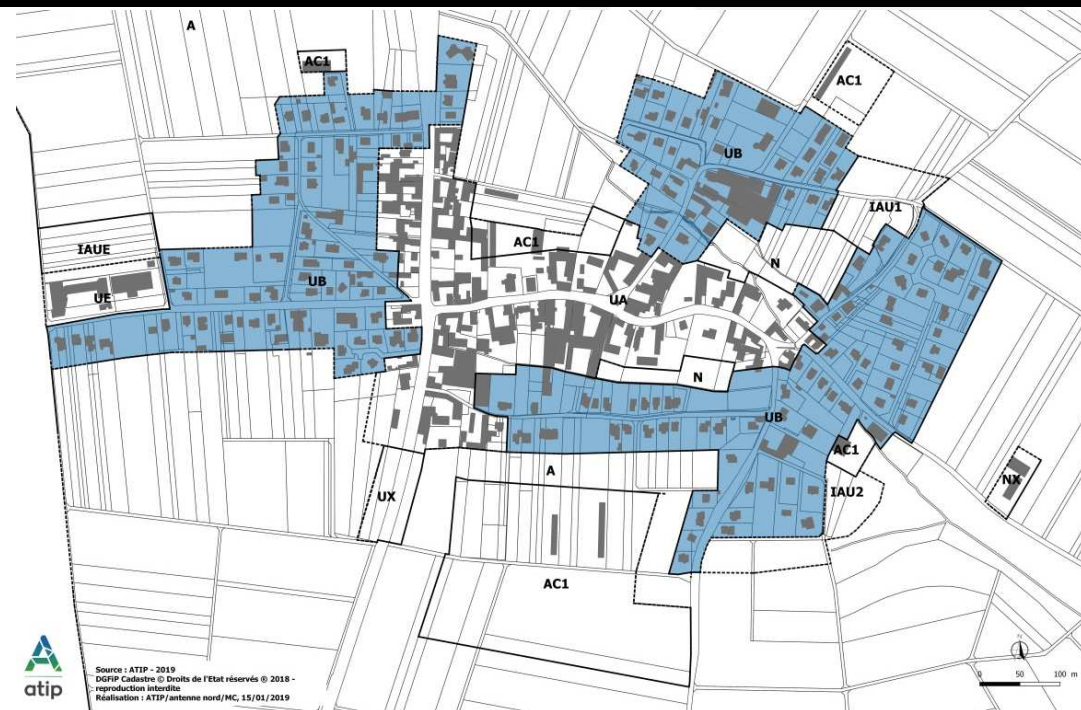 A
AC1
AC1
UB
IAU1
IAUE
AC1
N
UE
UB
UA
N
UB
AC1
A
NX
UX
IAU2
AC1
N
0 50 100 m
atip
Source : ATIP - 2019
DGFiP Cadastre © Droits de l'Etat réservés ® 2018 -
reproduction interdite
Réalisation : ATIP/antenne nord/MC, 15/01/2019